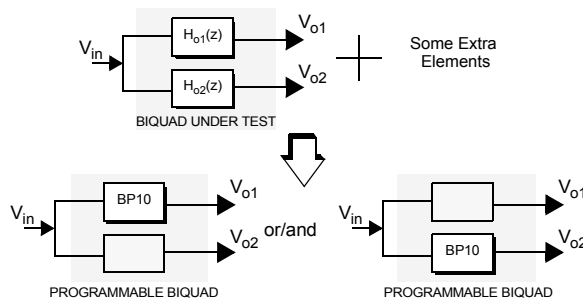 V_in
H_o1(z)
V_o1
H_o2(z)
V_o2
BIQUAD UNDER TEST
Some Extra
Elements
V_in
BP10
V_o1
V_o2
PROGRAMMABLE BIQUAD
or/and
V_in
V_o1
BP10
V_o2
PROGRAMMABLE BIQUAD